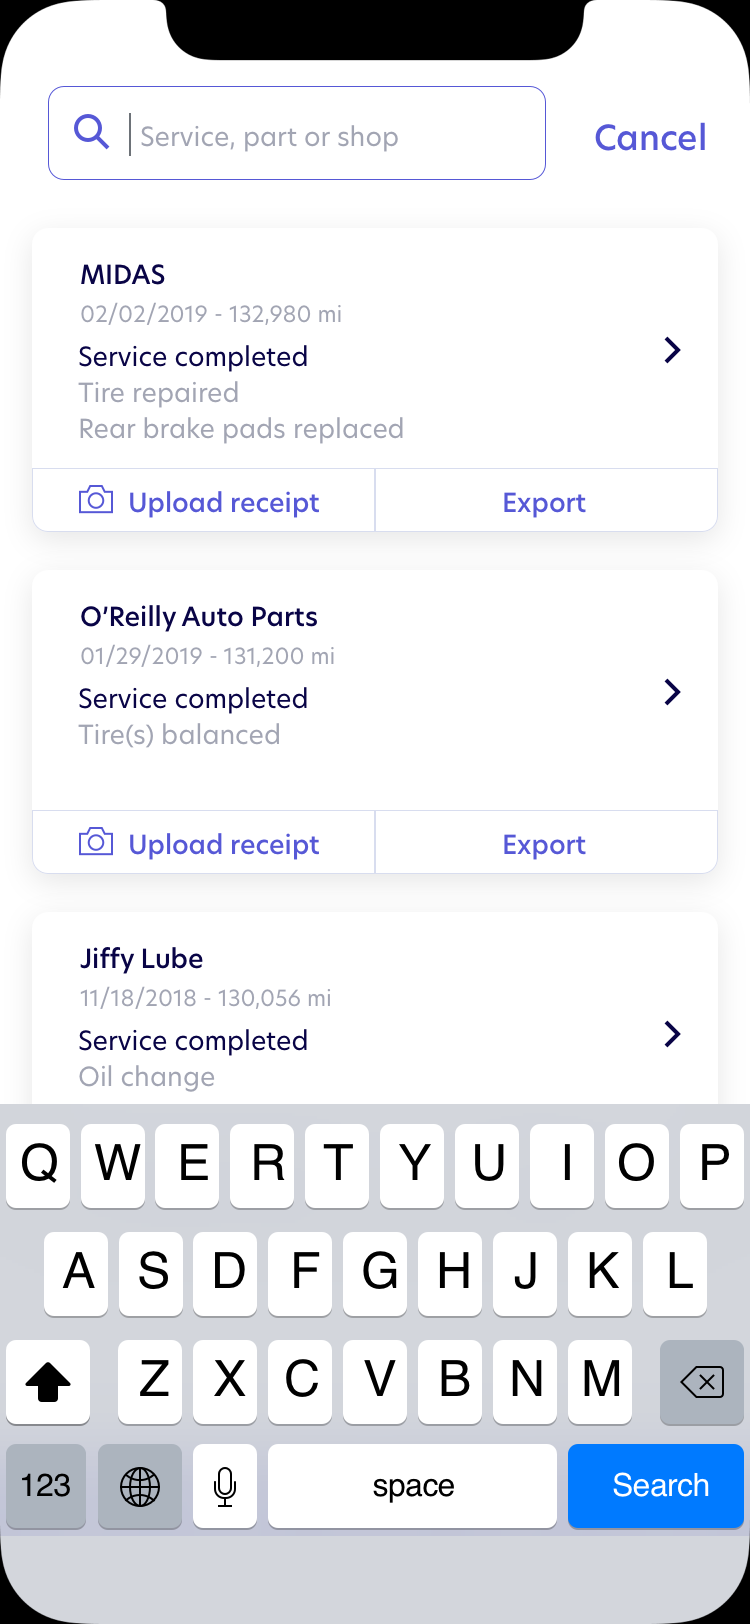 Service, part or shop
Cancel
MIDAS
02/02/2019 - 132,980 mi
Service completed
Tire repaired
Rear brake pads replaced
Upload receipt
Export
O’Reilly Auto Parts
01/29/2019 - 131,200 mi
Service completed
Tire(s) balanced
Upload receipt
Export
Jiffy Lube
11/18/2018 - 130,056 mi
Service completed
Oil change
Q W E R T Y U I O P
A S D F G H J K L
Z X C V B N M
123 space Search